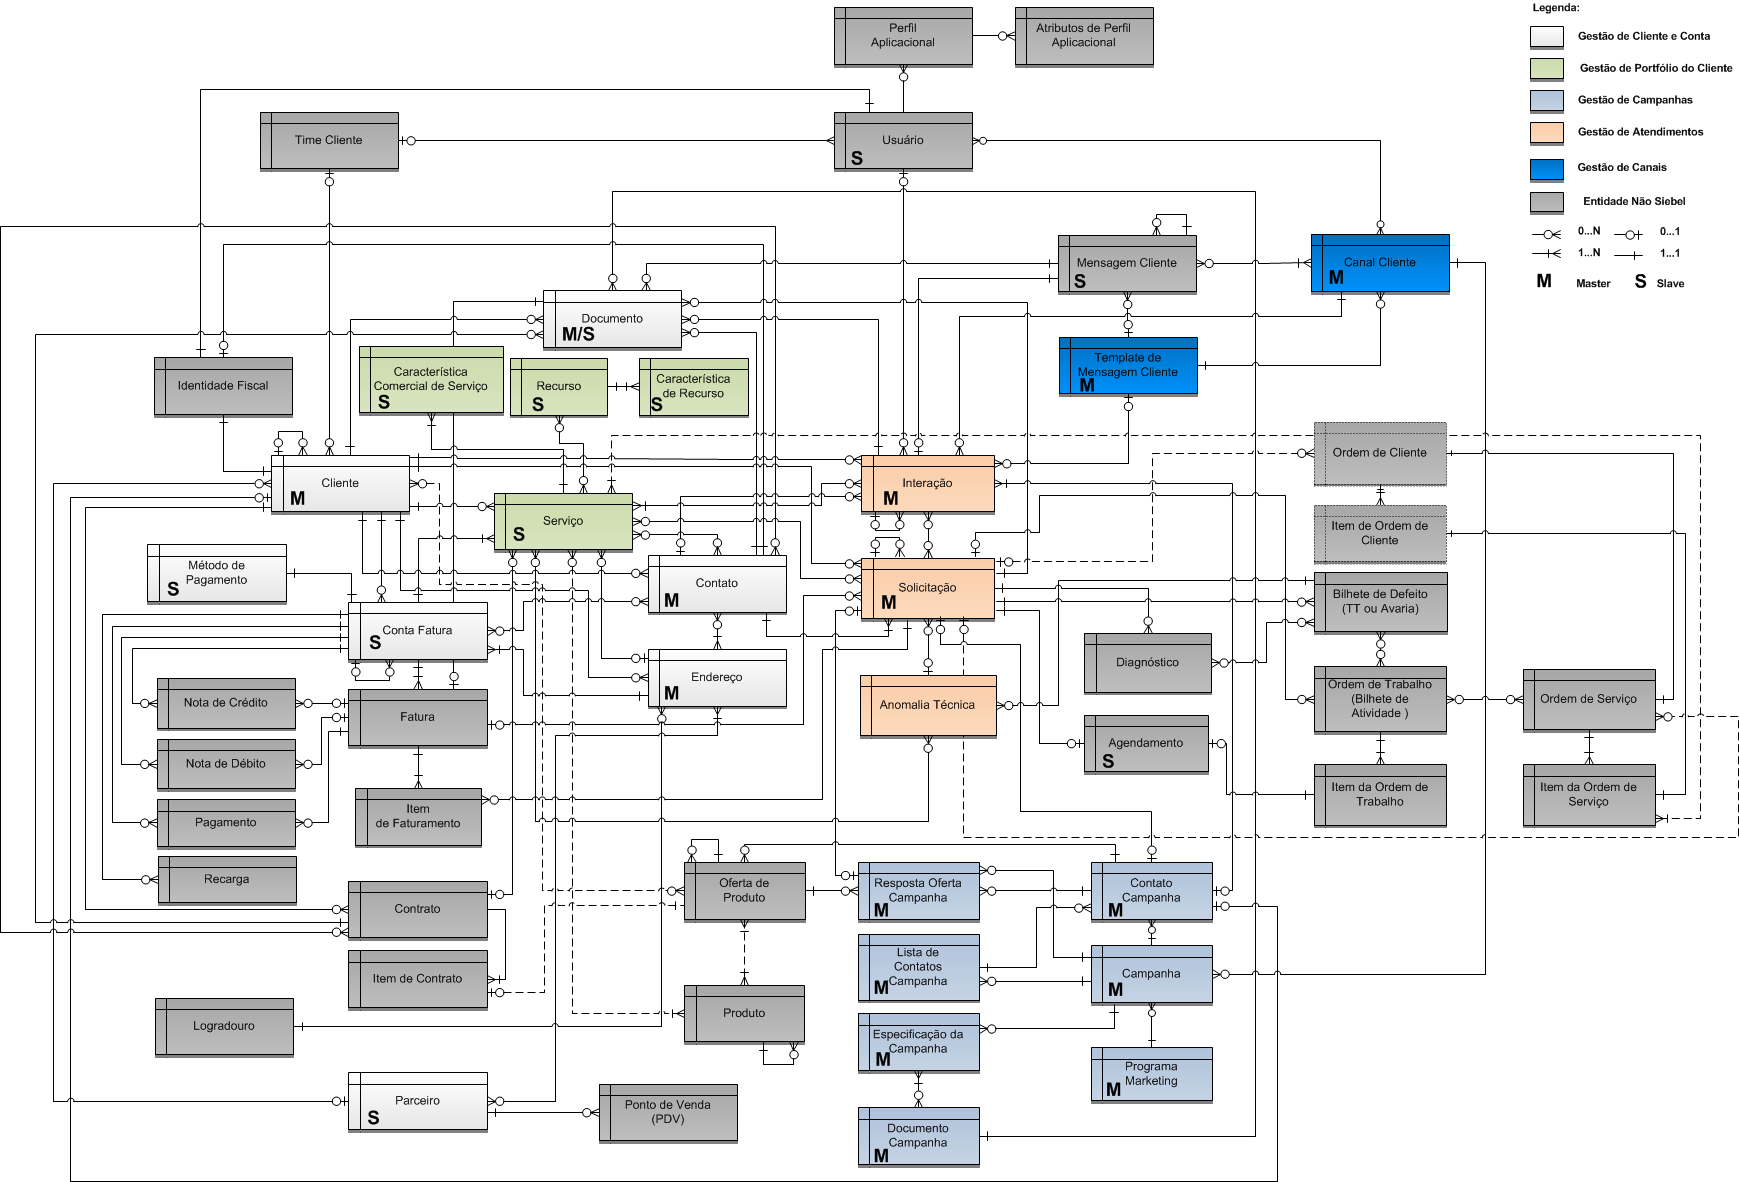 Legenda:
Gestão de Cliente e Conta
Gestão de Portfólio do Cliente
Gestão de Campanhas
Gestão de Atendimentos
Gestão de Canais
Entidade Não Siebel
0...N
0...1
1...N
1...1
M
Master
S
Slave
Perfil
Aplicacional
Atributos de Perfil
Aplicacional
Time Cliente
Usuário
S
Mensagem Cliente
S
Canal Cliente
M
Documento
M/S
Template de
Mensagem Cliente
M
Identidade Fiscal
Característica
Comercial de Serviço
S
Recurso
S
Característica
de Recurso
S
Cliente
M
Serviço
S
Interação
M
Ordem de Cliente
Item de Ordem de
Cliente
Método de
Pagamento
S
Contato
M
Solicitação
M
Bilhete de Defeito
(TT ou Avaria)
Conta Fatura
S
Endereço
M
Diagnóstico
Nota de Crédito
Fatura
Anomalia Técnica
Ordem de Trabalho
(Bilhete de
Atividade )
Ordem de Serviço
Nota de Débito
Agendamento
S
Item da Ordem de
Trabalho
Item da Ordem de
Serviço
Pagamento
Item
de Faturamento
Recarga
Contrato
Oferta de
Produto
Resposta Oferta
Campanha
M
Contato
Campanha
M
Item de Contrato
Lista de
Contatos
Campanha
M
Campanha
M
Logradouro
Produto
Especificação da
Campanha
M
Programa
Marketing
M
Parceiro
S
Ponto de Venda
(PDV)
Documento
Campanha
M